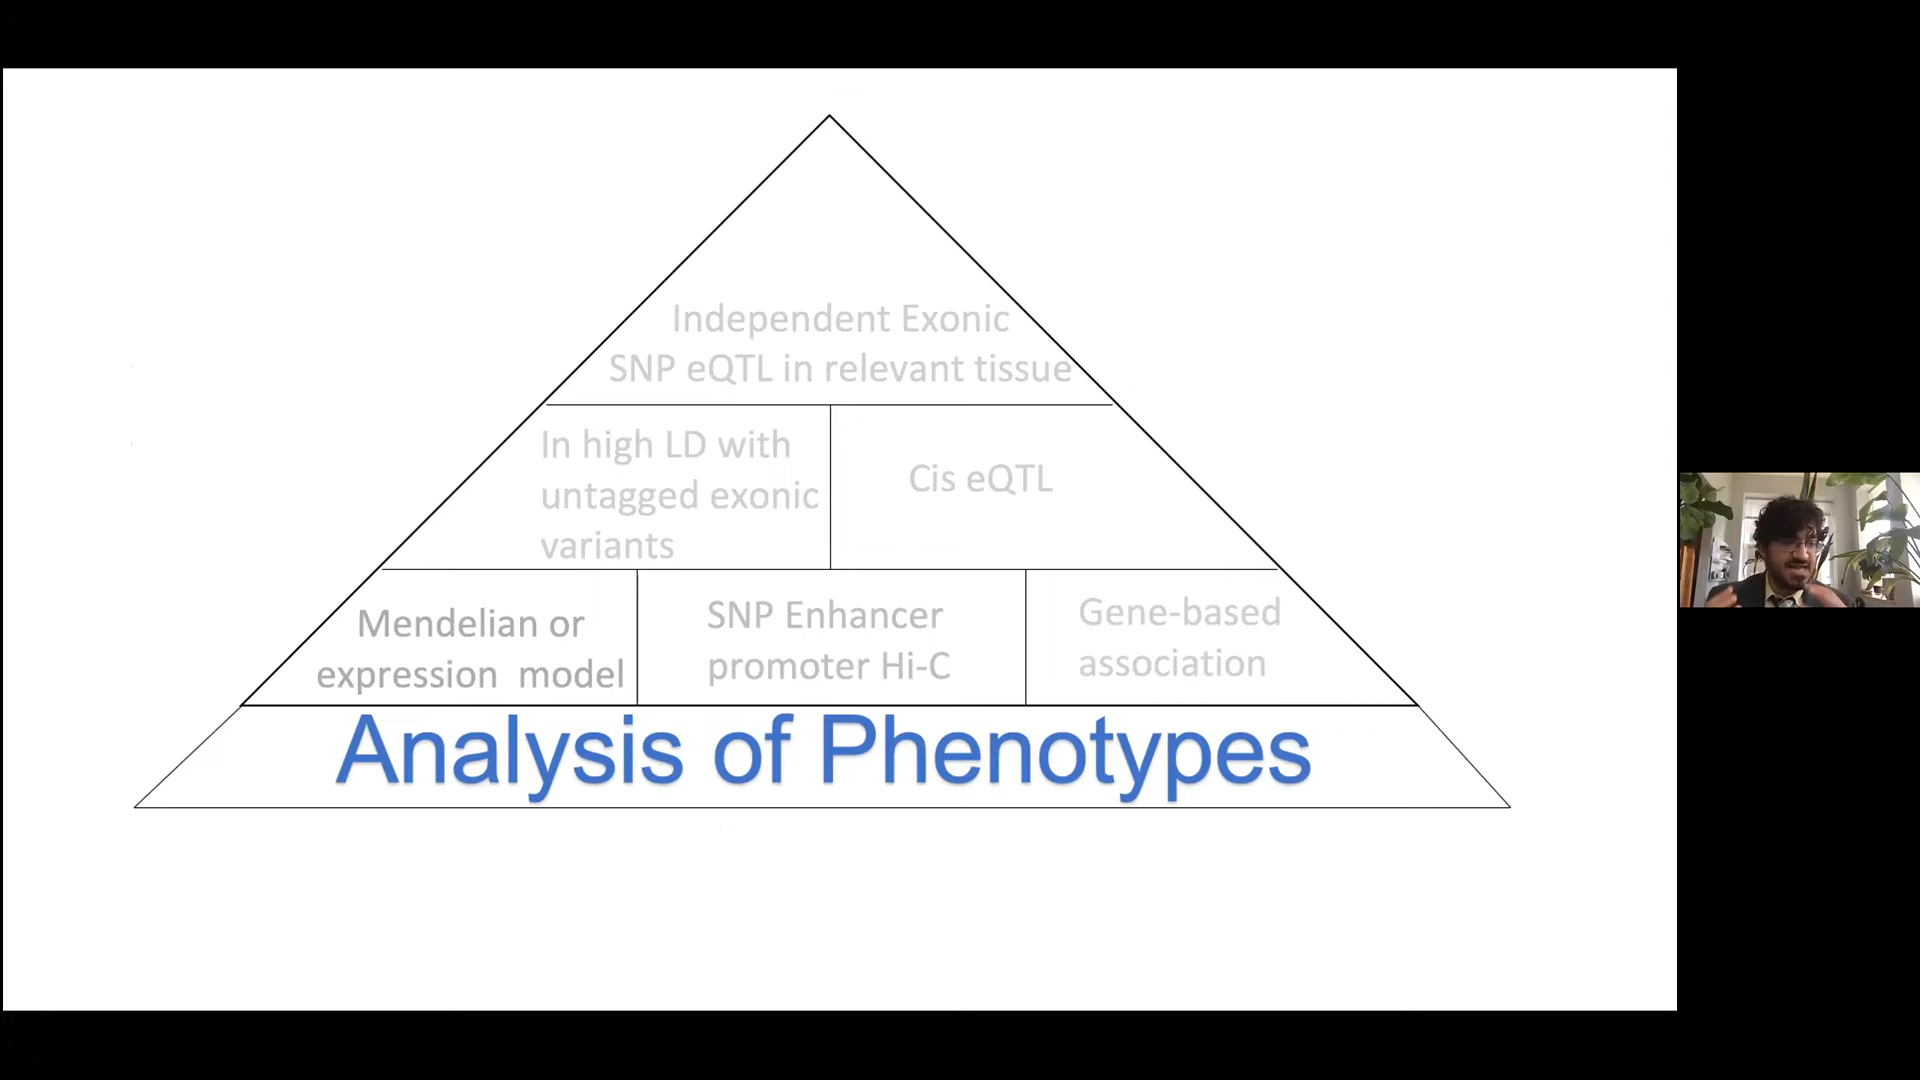 Independent Exonic
SNP eQTL in relevant tissue
In high LD with
untagged exonic
variants
Cis eQTL
Mendelian or
expression model
SNP Enhancer
promoter Hi-C
Gene-based
association
Analysis of Phenotypes